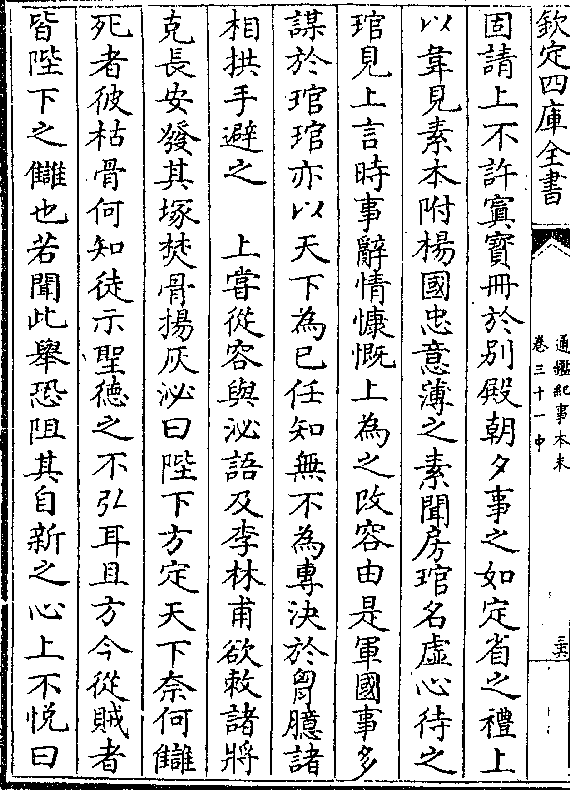 欽定四庫全書
通鑑紀事本末
卷三十一中
三六
固請上不許寘寶冊於别殿朝夕事之如定省之禮上
以韋見素本附楊國忠意薄之素聞房琯名虚心待之
琯見上言時事辭情慷慨上為之改容由是軍國事多
謀於琯琯亦以天下為己任知無不為專決於胷臆諸
相拱手避之　上嘗從容與泌語及李林甫欲敕諸將
克長安發其塚焚骨揚灰泌曰陛下方定天下奈何讎
死者彼枯骨何知徒示聖德之不弘耳且方今從賊者
皆陛下之讎也若聞此舉恐阻其自新之心上不悦曰